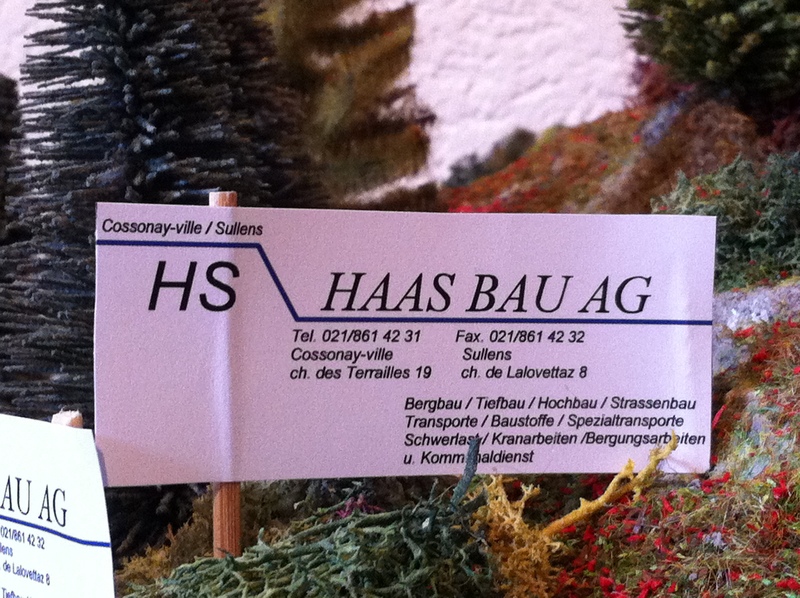 Cossonay-ville / Sullens
HS HAAS BAU AG
Tel. 021/861 42 31 Fax. 021/861 42 32
Cossonay-ville Sullens
ch. des Terrailles 19 ch. de Lalovettaz 8
Bergbau / Tiefbau / Hochbau / Strassenbau
Transporte / Baustoffe / Spezialtransporte
Schwerlast/ Kranarbeiten /Bergungsarbeiten
u. Kommunaldienst
AU AG
021/861 42 32
de Lalovettaz 8